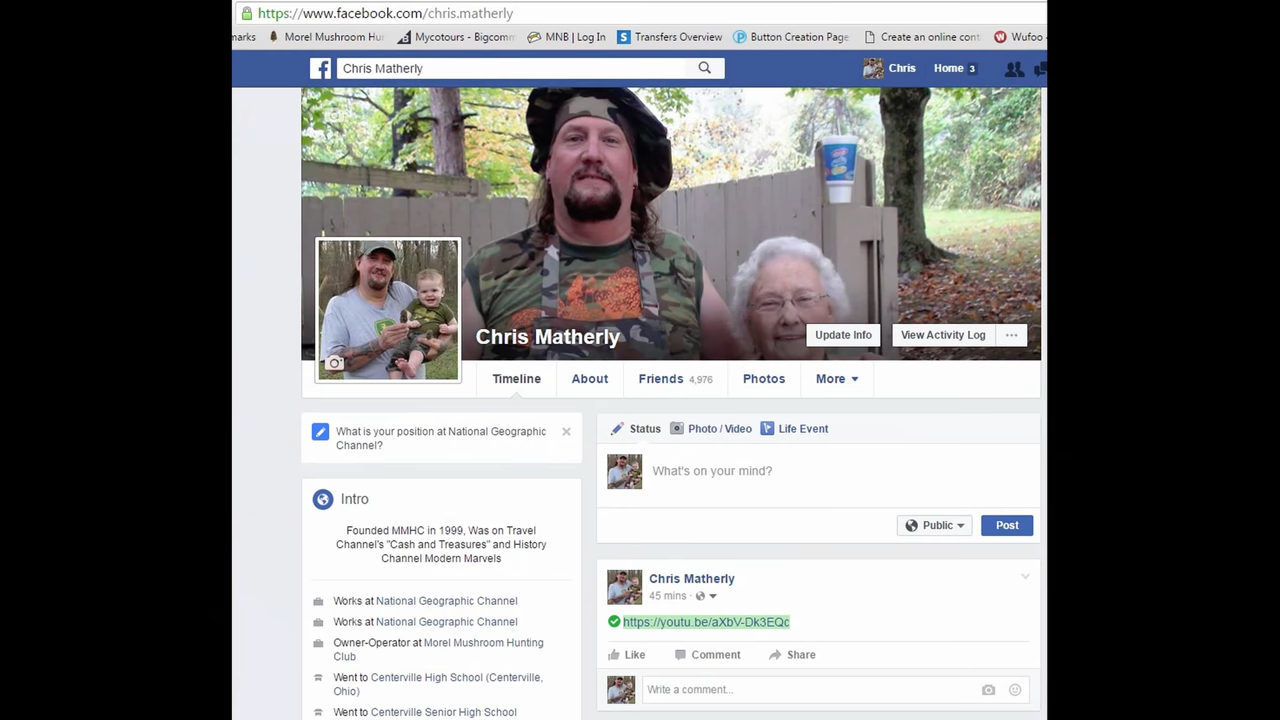 https://www.facebook.com/chris.matherly
marks Morel Mushroom Hu Mycotours - Bigcomm MNB | Log In Transfers Overview Button Creation Page Create an online cont Wufoo
Chris Matherly Chris Home 3
Chris Matherly Update Info View Activity Log ...
Timeline About Friends 4,976 Photos More
What is your position at National Geographic
Channel?
Status Photo / Video Life Event
What's on your mind?
Intro
Public Post
Founded MMHC in 1999, Was on Travel
Channel's "Cash and Treasures" and History
Channel Modern Marvels
Chris Matherly
45 mins ·
Works at National Geographic Channel
Works at National Geographic Channel
https://youtu.be/aXbV-Dk3EQc
Owner-Operator at Morel Mushroom Hunting
Club
Like Comment Share
Went to Centerville High School (Centerville,
Ohio)
Write a comment...
Went to Centerville Senior High School